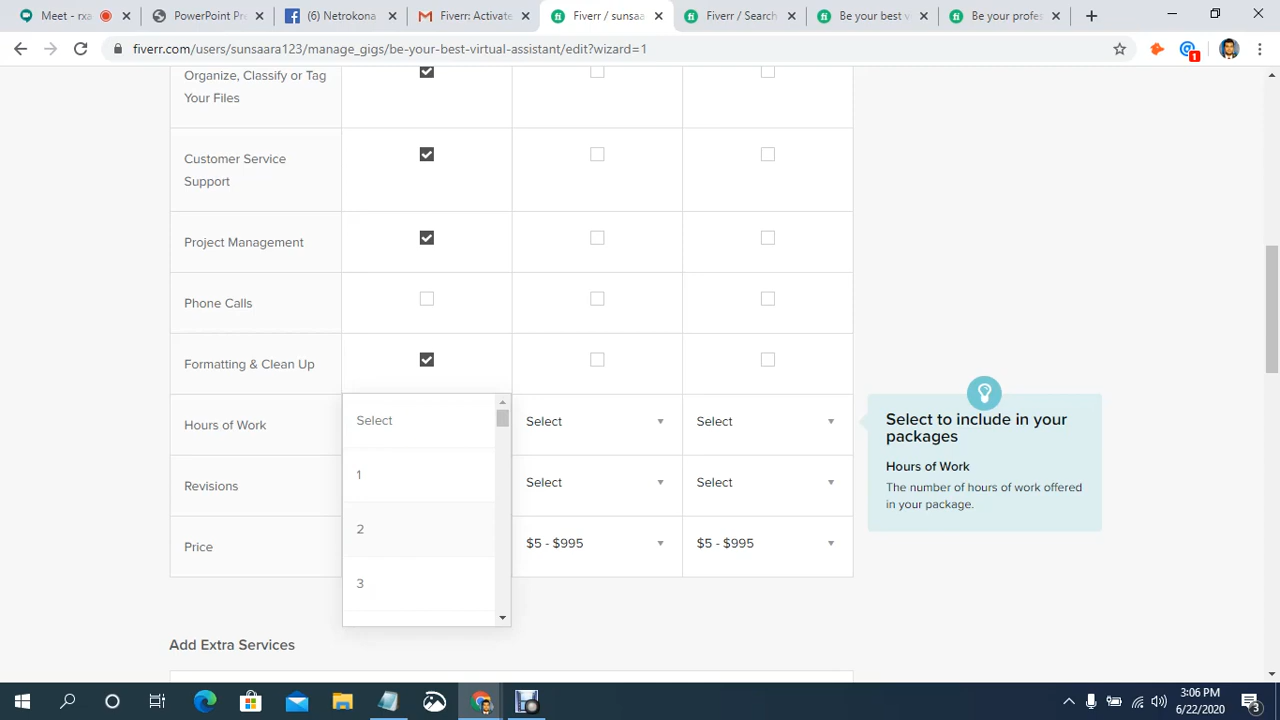 Meet - rxa
PowerPoint Pr
(6) Netrokona
Fiverr: Activate
Fiverr / sunsaa
Fiverr / Search
Be your best v
Be your profes
fiverr.com/users/sunsaara123/manage_gigs/be-your-best-virtual-assistant/edit?wizard=1
1
Organize, Classify or Tag
Your Files
Customer Service
Support
Project Management
Phone Calls
Formatting & Clean Up
Hours of Work
Select
Select
Select
1
2
3
Revisions
Select
Select
Price
$5 - $995
$5 - $995
Select to include in your
packages
Hours of Work
The number of hours of work offered
in your package.
Add Extra Services
3:06 PM
6/22/2020
3